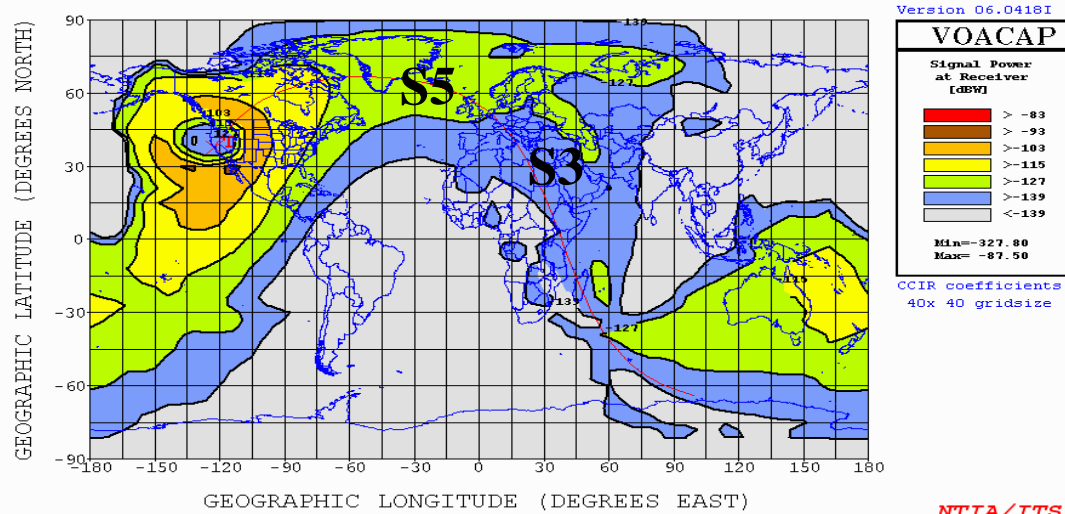 Version 06.0418I
VOACAP
Signal Power
at Receiver
[dBW]
> -83
> -93
>-103
>-115
>-127
>-139
<-139
Min=-327.80
Max= -87.50
CCIR coefficients
40x 40 gridsize
NTIA/ITS
GEOGRAPHIC LATITUDE (DEGREES NORTH)
90
60
30
0
-30
-60
-90
-180 -150 -120 -90 -60 -30 0 30 60 90 120 150 180
GEOGRAPHIC LONGITUDE (DEGREES EAST)
S5
S3
-139
-127
103
-139
-127